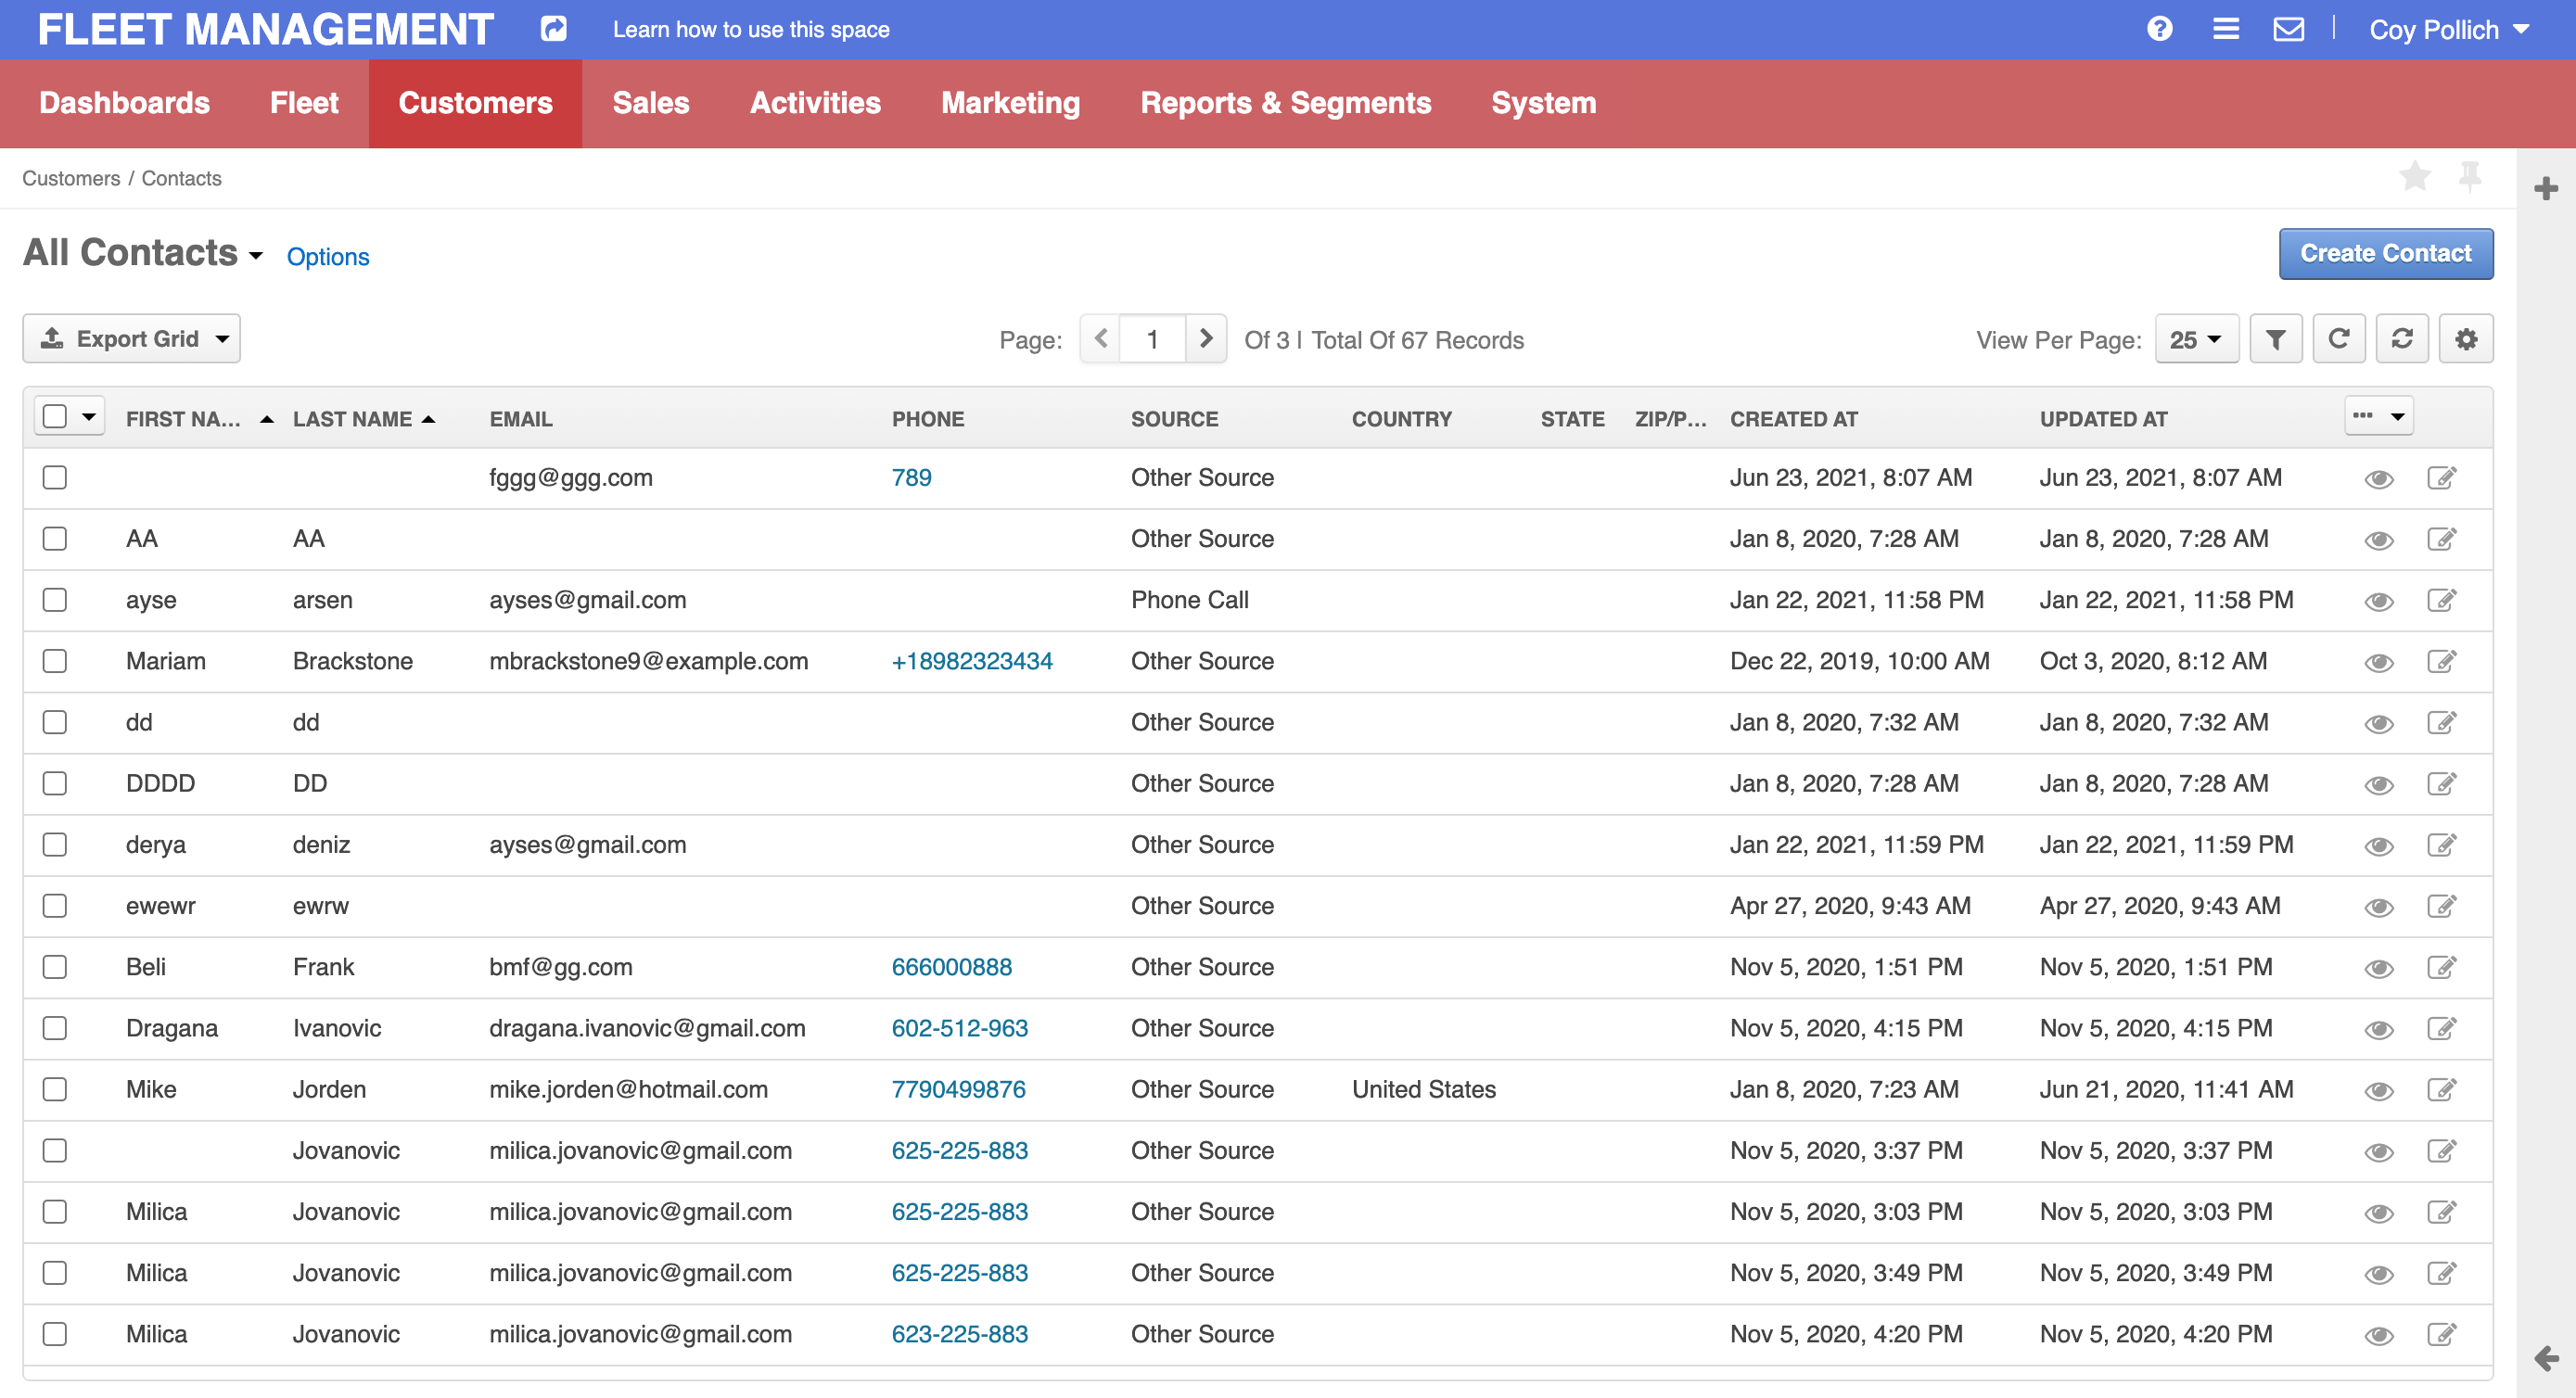 FLEET MANAGEMENT Learn how to use this space Coy Pollich
Dashboards Fleet Customers Sales Activities Marketing Reports & Segments System
Customers / Contacts
All Contacts Options Create Contact
Export Grid Page: 1 Of 3 | Total Of 67 Records View Per Page: 25
FIRST NA... LAST NAME EMAIL PHONE SOURCE COUNTRY STATE ZIP/P... CREATED AT UPDATED AT
fggg@ggg.com 789 Other Source Jun 23, 2021, 8:07 AM Jun 23, 2021, 8:07 AM
AA AA Other Source Jan 8, 2020, 7:28 AM Jan 8, 2020, 7:28 AM
ayse arsen ayses@gmail.com Phone Call Jan 22, 2021, 11:58 PM Jan 22, 2021, 11:58 PM
Mariam Brackstone mbrackstone9@example.com +18982323434 Other Source Dec 22, 2019, 10:00 AM Oct 3, 2020, 8:12 AM
dd dd Other Source Jan 8, 2020, 7:32 AM Jan 8, 2020, 7:32 AM
DDDD DD Other Source Jan 8, 2020, 7:28 AM Jan 8, 2020, 7:28 AM
derya deniz ayses@gmail.com Other Source Jan 22, 2021, 11:59 PM Jan 22, 2021, 11:59 PM
ewewr ewrw Other Source Apr 27, 2020, 9:43 AM Apr 27, 2020, 9:43 AM
Beli Frank bmf@gg.com 666000888 Other Source Nov 5, 2020, 1:51 PM Nov 5, 2020, 1:51 PM
Dragana Ivanovic dragana.ivanovic@gmail.com 602-512-963 Other Source Nov 5, 2020, 4:15 PM Nov 5, 2020, 4:15 PM
Mike Jorden mike.jorden@hotmail.com 7790499876 Other Source United States Jan 8, 2020, 7:23 AM Jun 21, 2020, 11:41 AM
Jovanovic milica.jovanovic@gmail.com 625-225-883 Other Source Nov 5, 2020, 3:37 PM Nov 5, 2020, 3:37 PM
Milica Jovanovic milica.jovanovic@gmail.com 625-225-883 Other Source Nov 5, 2020, 3:03 PM Nov 5, 2020, 3:03 PM
Milica Jovanovic milica.jovanovic@gmail.com 625-225-883 Other Source Nov 5, 2020, 3:49 PM Nov 5, 2020, 3:49 PM
Milica Jovanovic milica.jovanovic@gmail.com 623-225-883 Other Source Nov 5, 2020, 4:20 PM Nov 5, 2020, 4:20 PM